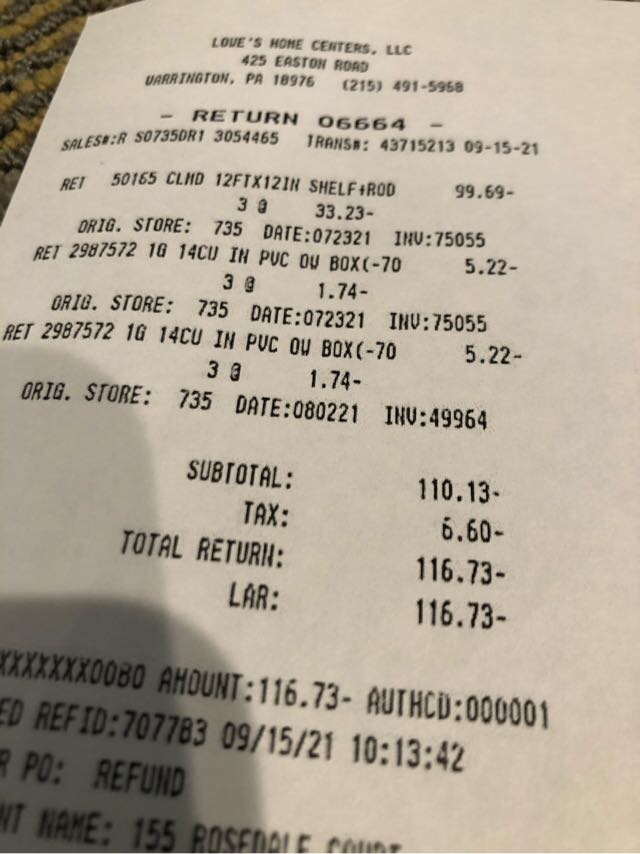 LOWE'S HOME CENTERS, LLC
425 EASTON ROAD
WARRINGTON, PA 18976 (215) 491-5968
- RETURN 06664 -
SALES#:R S0735DR1 3054465 TRANS#: 43715213 09-15-21
RET 50165 CLMD 12FTX12IN SHELF+ROD 99.69-
3 @ 33.23-
ORIG. STORE: 735 DATE:072321 INV:75055
RET 2987572 1G 14CU IN PVC OW BOX(-70 5.22-
3 @ 1.74-
ORIG. STORE: 735 DATE:072321 INV:75055
RET 2987572 1G 14CU IN PVC OW BOX(-70 5.22-
3 @ 1.74-
ORIG. STORE: 735 DATE:080221 INV:49964
SUBTOTAL: 110.13-
TAX: 6.60-
TOTAL RETURN: 116.73-
LAR: 116.73-
XXXXXXX0080 AMOUNT:116.73- AUTHCD:000001
ED REFID:707783 09/15/21 10:13:42
R PO: REFUND
NT NAME: 155 ROSEDALE COURT